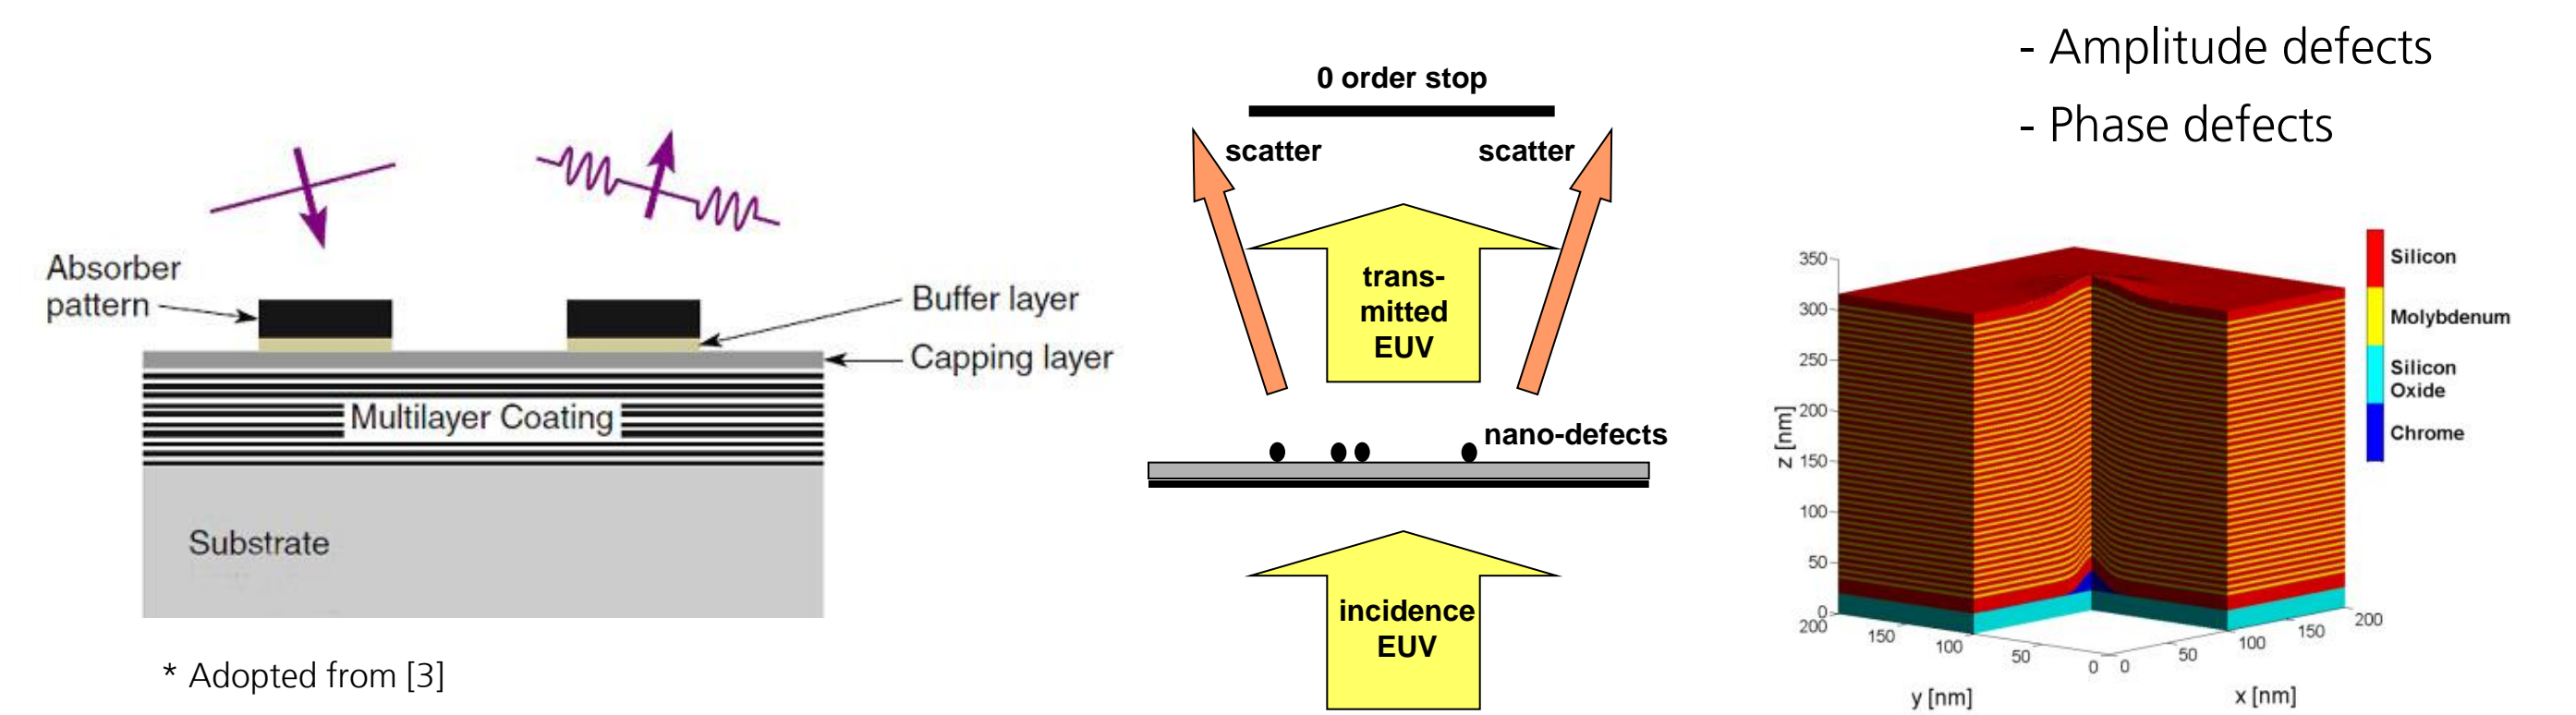 Absorber
pattern
Buffer layer
Capping layer
Multilayer Coating
Substrate
* Adopted from [3]
0 order stop
scatter
scatter
trans-
mitted
EUV
nano-defects
incidence
EUV
- Amplitude defects
- Phase defects
350
300
250
200
150
100
50
0
z [nm]
200
150
100
50
0
y [nm]
0
50
100
150
200
x [nm]
Silicon
Molybdenum
Silicon
Oxide
Chrome